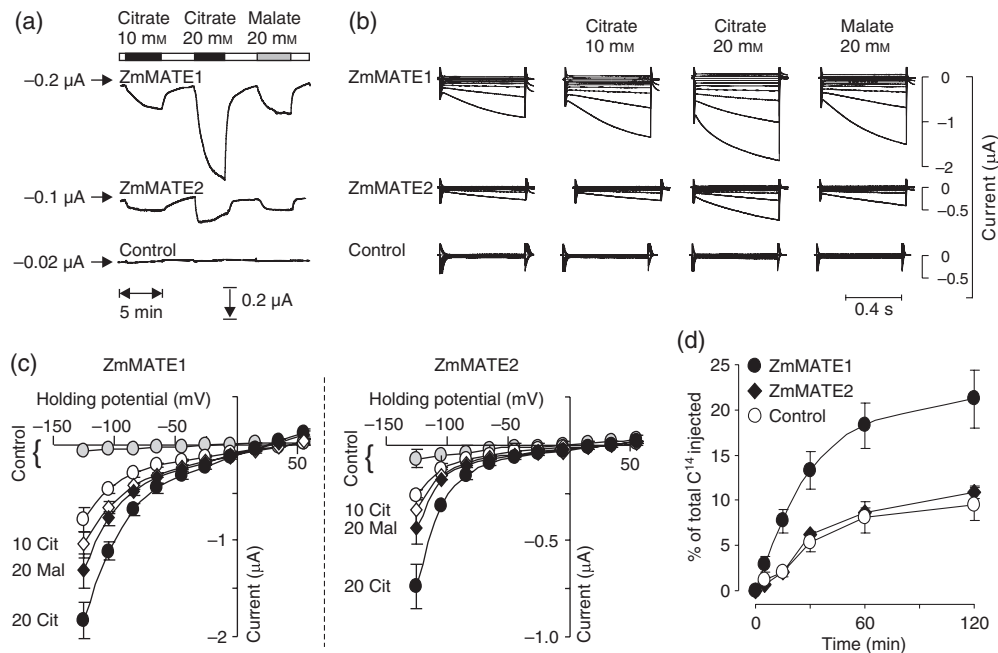 (a)
Citrate Citrate Malate
10 mM 20 mM 20 mM
−0.2 µA
ZmMATE1
−0.1
ZmMATE2
−0.02 µA
Control
5 min
0.2 µA
(b)
Citrate Citrate Malate
10 mM 20 mM 20 mM
ZmMATE1
0
−1
−2
ZmMATE2
0
−0.5
Control
0
−0.5
Current (µA)
0.4 s
(c)
ZmMATE1
Holding potential (mV)
−150 −100 −50
50
Control {
10 Cit
20 Mal
20 Cit
−1
−2
Current (µA)
ZmMATE2
Holding potential (mV)
−150 −100 −50
50
Control {
10 Cit
20 Mal
20 Cit
−0.5
−1.0
Current (µA)
(d)
ZmMATE1
ZmMATE2
Control
% of total C14 injected
25
20
15
10
5
0
0 30 60 120
Time (min)